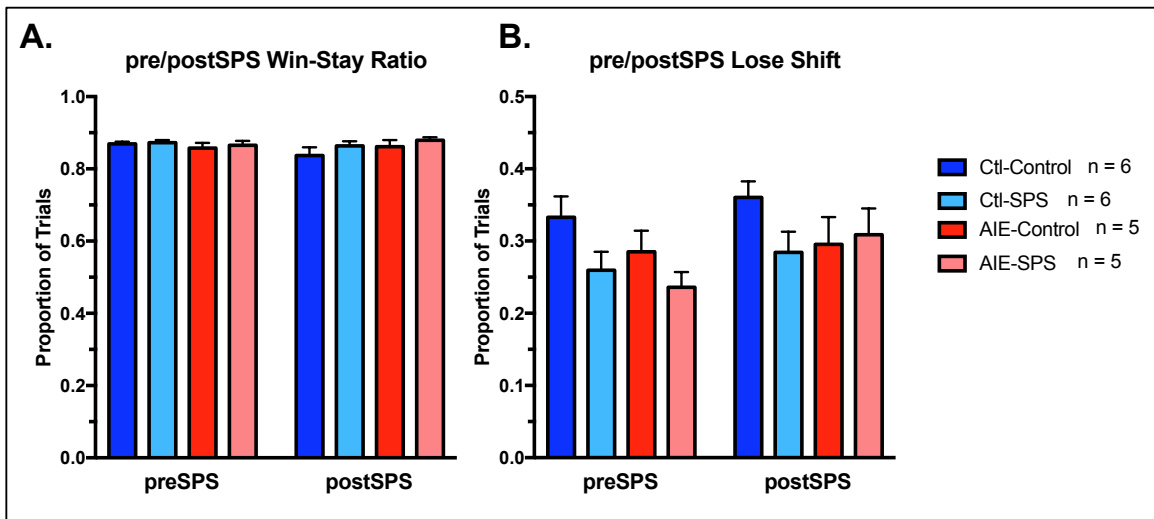 A.
pre/postSPS Win-Stay Ratio
Proportion of Trials
1.0
0.8
0.6
0.4
0.2
0.0
preSPS
postSPS
B.
pre/postSPS Lose Shift
Proportion of Trials
0.5
0.4
0.3
0.2
0.1
0.0
preSPS
postSPS
Ctl-Control n = 6
Ctl-SPS n = 6
AIE-Control n = 5
AIE-SPS n = 5